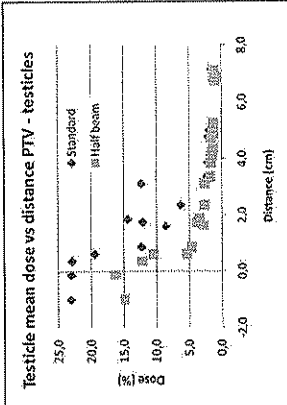 Testicle mean dose vs distance PTV - testicles
Standard
Half beam
25,0
20,0
15,0
10,0
5,0
0,0
Dose (%)
-2,0
0,0
2,0
4,0
6,0
8,0
Distance (cm)